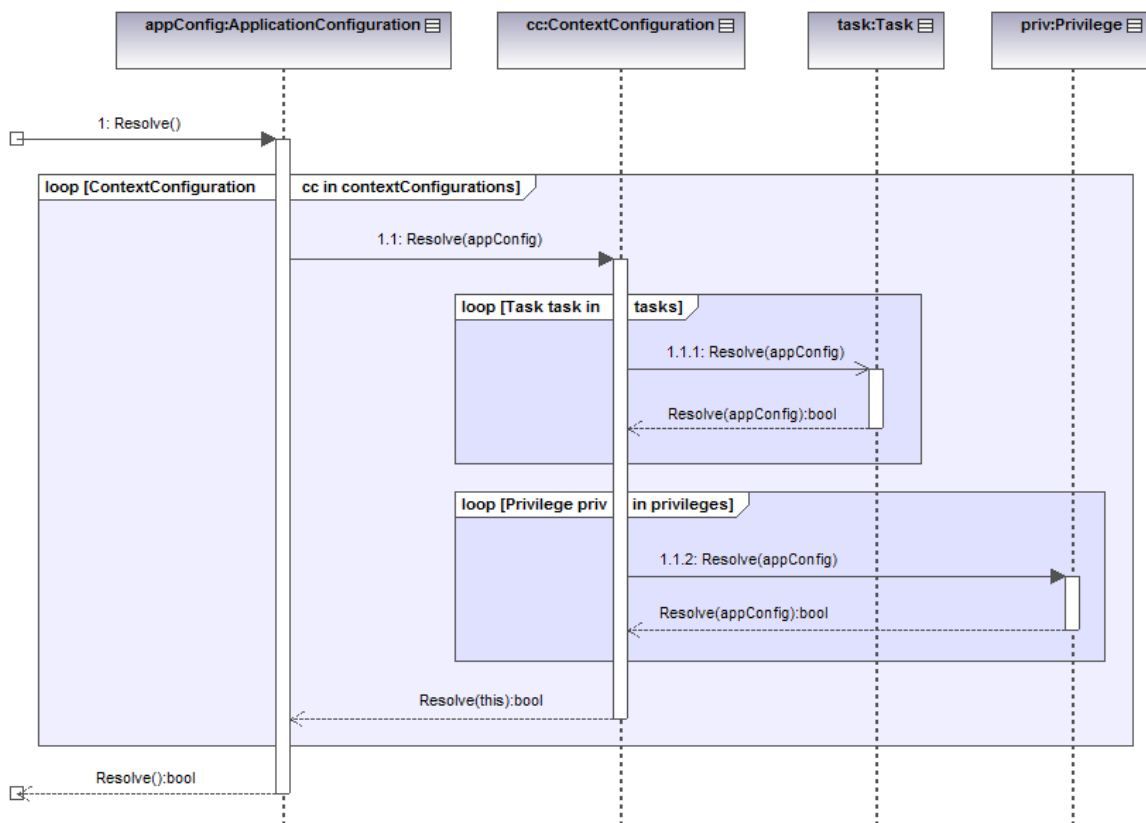 appConfig:ApplicationConfiguration
cc:ContextConfiguration
task:Task
priv:Privilege
1: Resolve()
loop [ContextConfiguration cc in contextConfigurations]
1.1: Resolve(appConfig)
loop [Task task in tasks]
1.1.1: Resolve(appConfig)
Resolve(appConfig):bool
loop [Privilege priv in privileges]
1.1.2: Resolve(appConfig)
Resolve(appConfig):bool
Resolve(this):bool
Resolve():bool